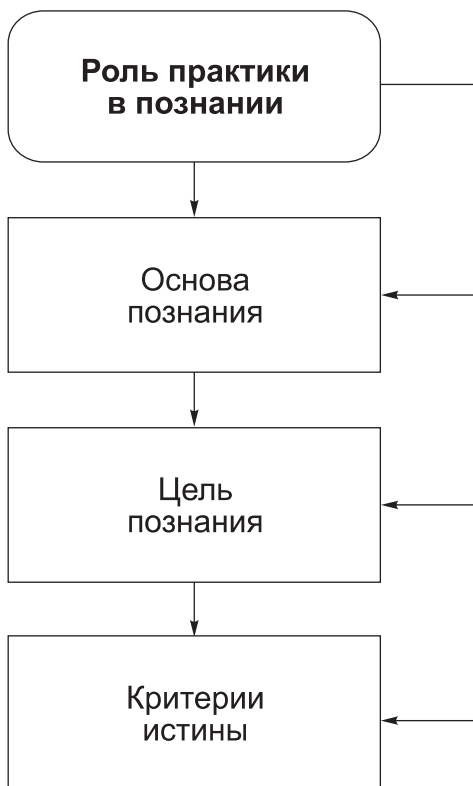 Роль практики
в познании
Основа
познания
Цель
познания
Критерии
истины